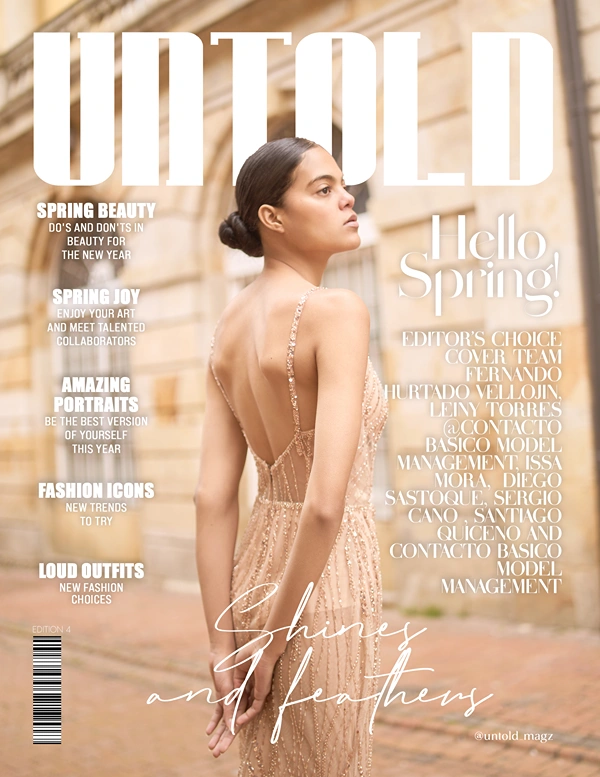 UNTOLD
SPRING BEAUTY
DO'S AND DON'TS IN
BEAUTY FOR
THE NEW YEAR
SPRING JOY
ENJOY YOUR ART
AND MEET TALENTED
COLLABORATORS
AMAZING
PORTRAITS
BE THE BEST VERSION
OF YOURSELF
THIS YEAR
FASHION ICONS
NEW TRENDS
TO TRY
LOUD OUTFITS
NEW FASHION
CHOICES
EDITION 4
Hello
Spring!
EDITOR'S CHOICE
COVER TEAM
FERNANDO
HURTADO VELLOJIN,
LEINY TORRES
@CONTACTO
BASICO MODEL
MANAGEMENT, ISSA
MORA, DIEGO
SASTOQUE, SERGIO
CANO , SANTIAGO
QUICENO AND
CONTACTO BASICO
MODEL
MANAGEMENT
Shines
and feathers
@untold_magz